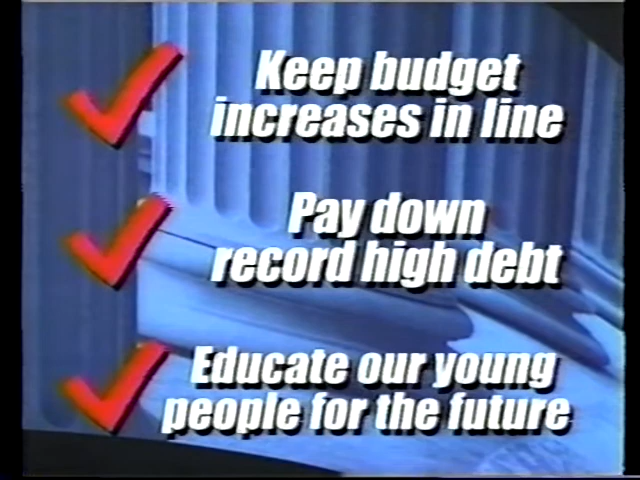 Keep budget
increases in line
Pay down
record high debt
Educate our young
people for the future